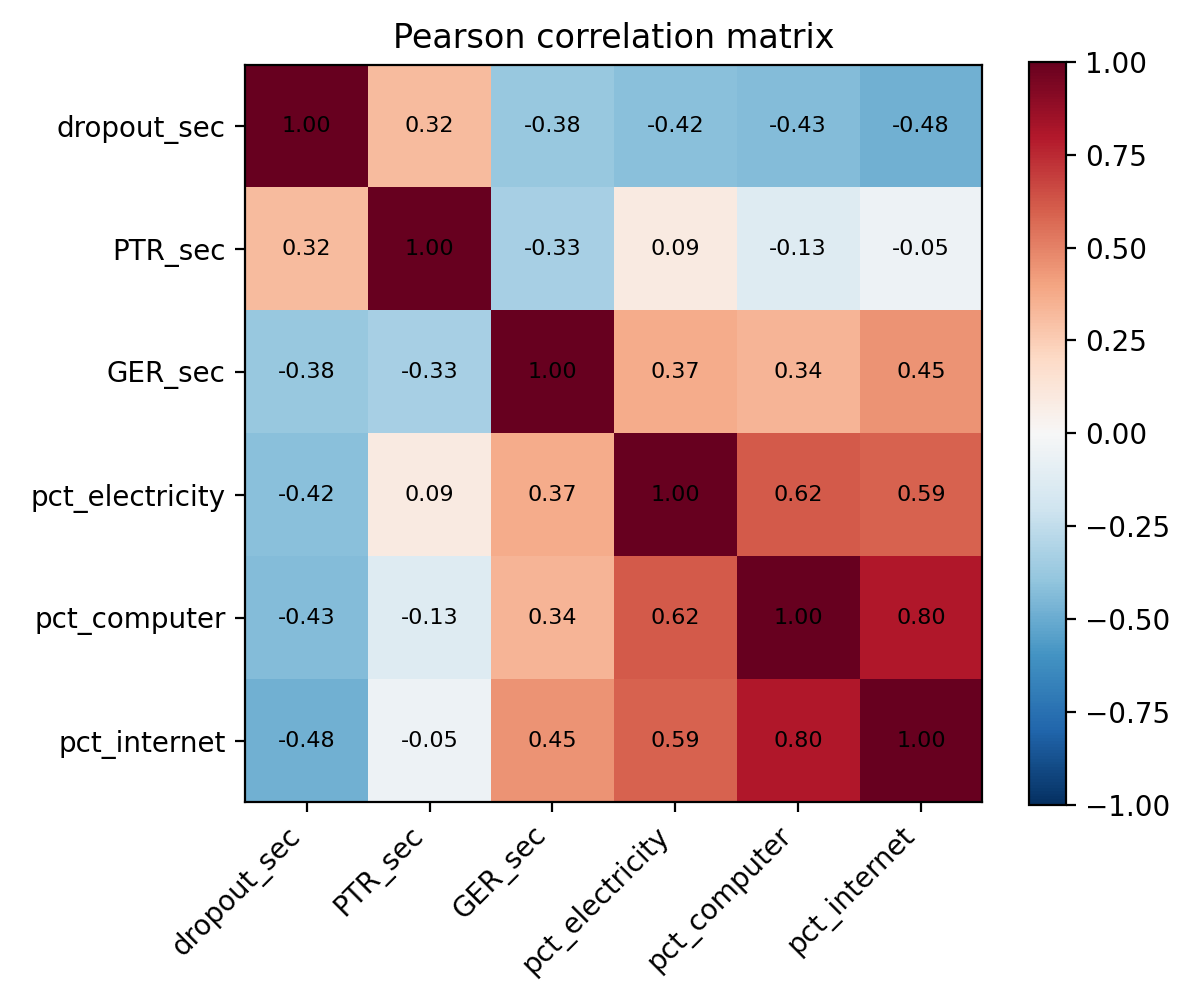 Pearson correlation matrix
dropout_sec 1.00 0.32 -0.38 -0.42 -0.43 -0.48
PTR_sec 0.32 1.00 -0.33 0.09 -0.13 -0.05
GER_sec -0.38 -0.33 1.00 0.37 0.34 0.45
pct_electricity -0.42 0.09 0.37 1.00 0.62 0.59
pct_computer -0.43 -0.13 0.34 0.62 1.00 0.80
pct_internet -0.48 -0.05 0.45 0.59 0.80 1.00
dropout_sec PTR_sec GER_sec pct_electricity pct_computer pct_internet
1.00
0.75
0.50
0.25
0.00
−0.25
−0.50
−0.75
−1.00